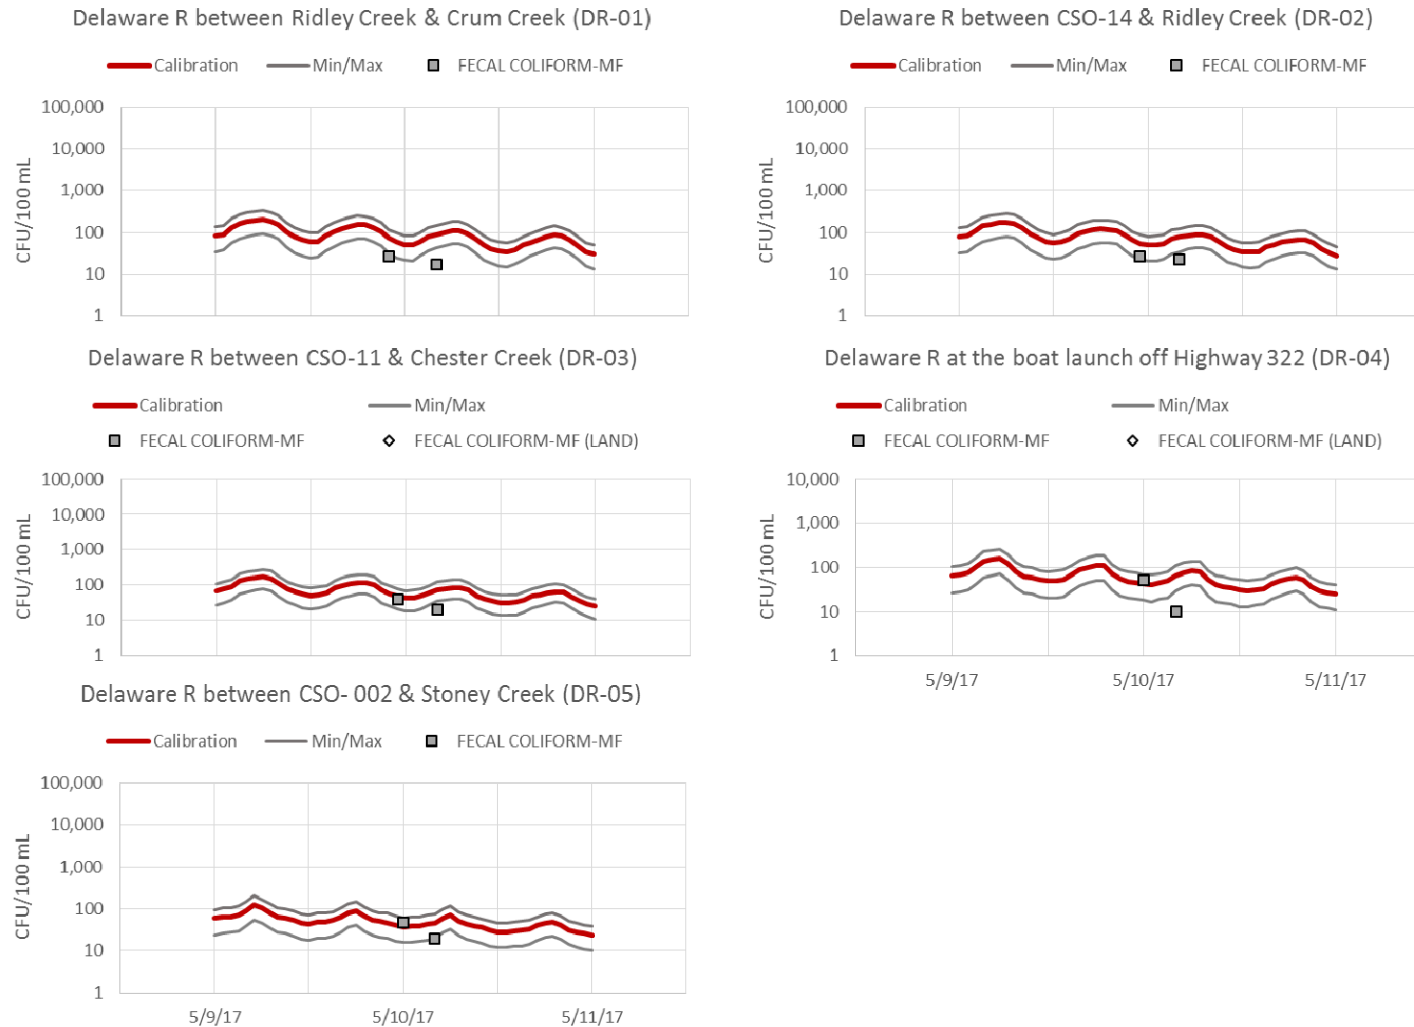 Delaware R between Ridley Creek & Crum Creek (DR-01)
Calibration Min/Max FECAL COLIFORM-MF
100,000
10,000
1,000
100
10
1
CFU/100 mL
Delaware R between CSO-14 & Ridley Creek (DR-02)
Calibration Min/Max FECAL COLIFORM-MF
100,000
10,000
1,000
100
10
1
CFU/100 mL
Delaware R between CSO-11 & Chester Creek (DR-03)
Calibration Min/Max
FECAL COLIFORM-MF FECAL COLIFORM-MF (LAND)
100,000
10,000
1,000
100
10
1
CFU/100 mL
Delaware R at the boat launch off Highway 322 (DR-04)
Calibration Min/Max
FECAL COLIFORM-MF FECAL COLIFORM-MF (LAND)
10,000
1,000
100
10
1
CFU/100 mL
5/9/17 5/10/17 5/11/17
Delaware R between CSO- 002 & Stoney Creek (DR-05)
Calibration Min/Max FECAL COLIFORM-MF
100,000
10,000
1,000
100
10
1
CFU/100 mL
5/9/17 5/10/17 5/11/17